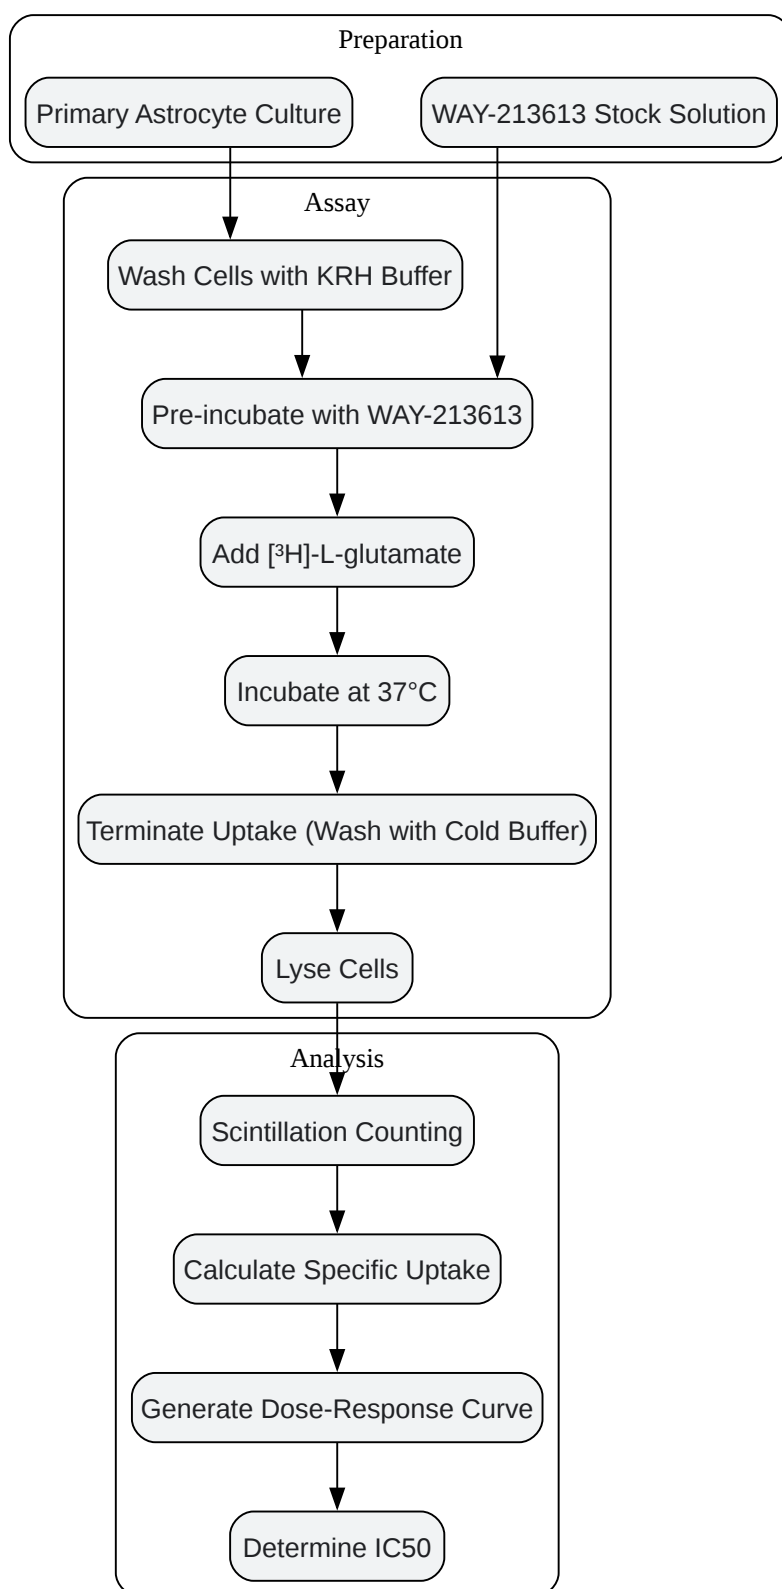 Preparation
Primary Astrocyte Culture
WAY-213613 Stock Solution
Assay
Wash Cells with KRH Buffer
Pre-incubate with WAY-213613
Add [³H]-L-glutamate
Incubate at 37°C
Terminate Uptake (Wash with Cold Buffer)
Lyse Cells
Analysis
Scintillation Counting
Calculate Specific Uptake
Generate Dose-Response Curve
Determine IC50